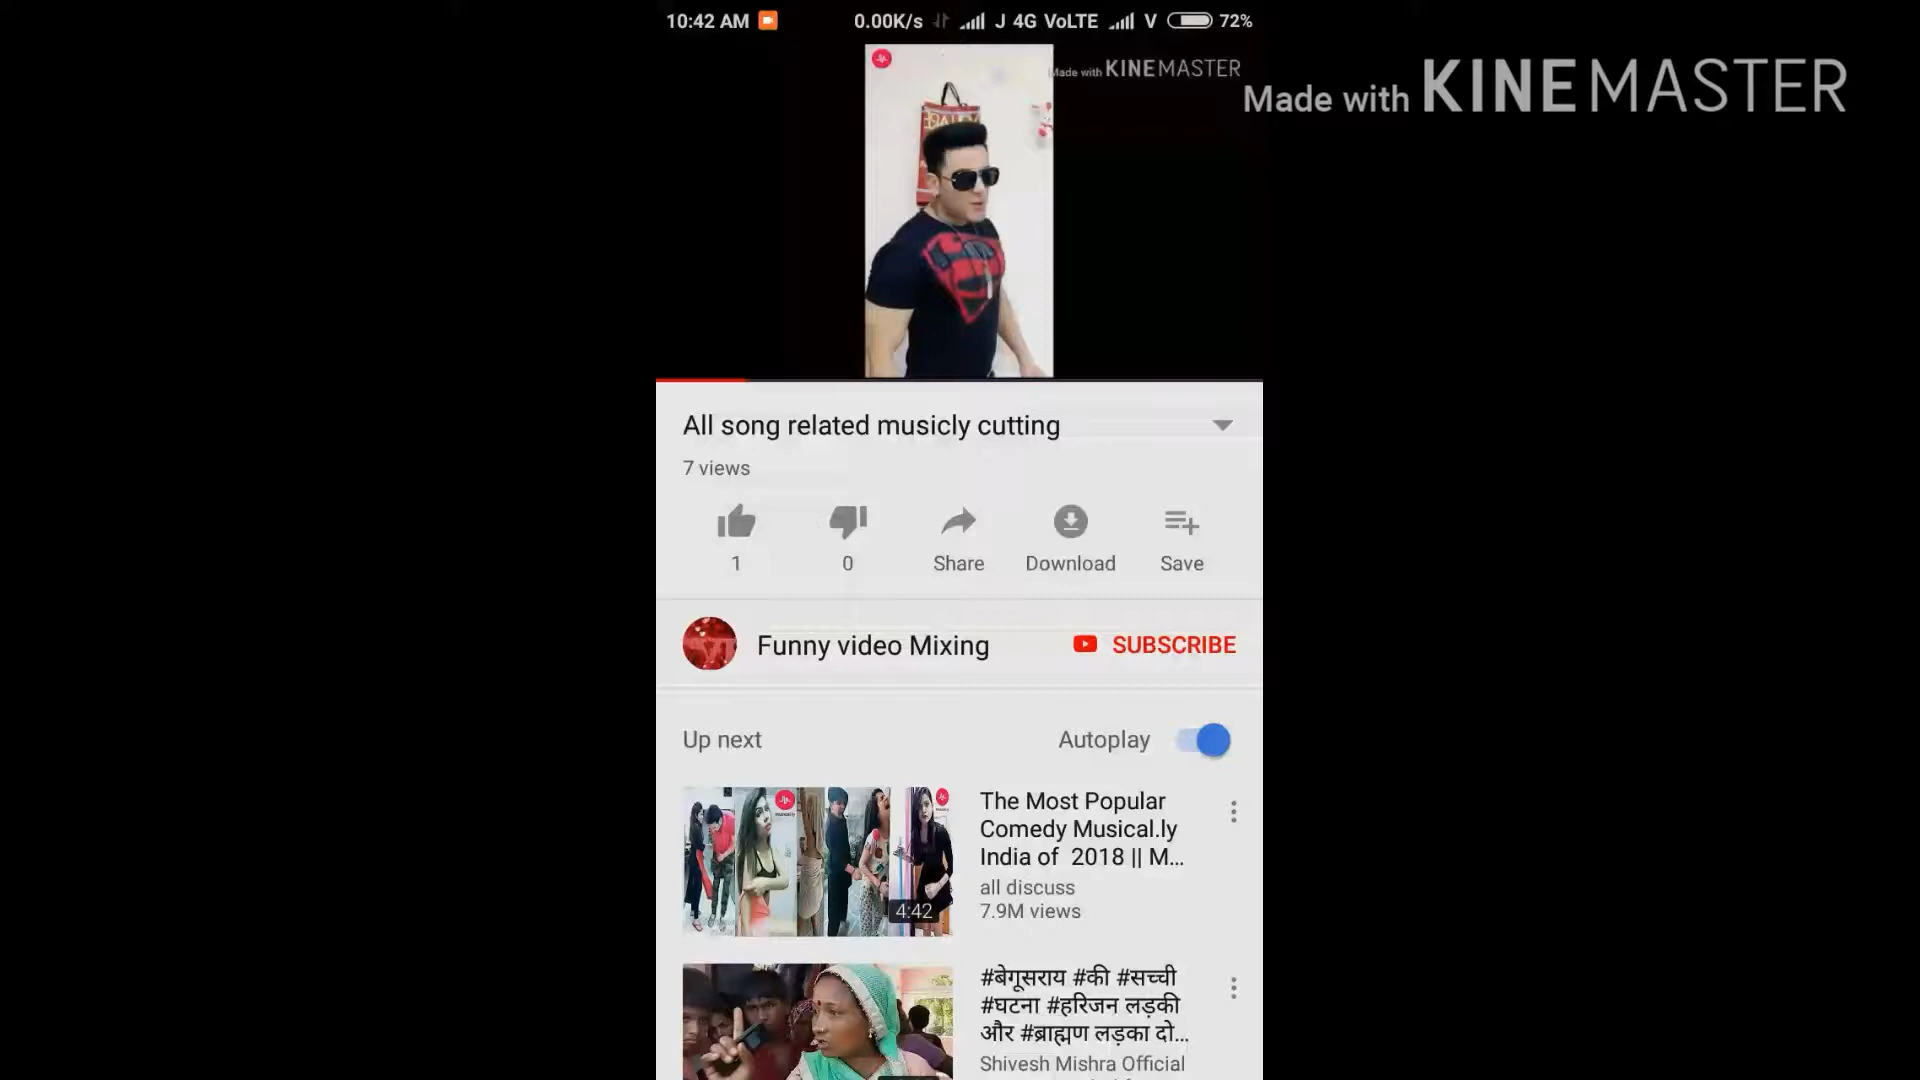 10:42 AM 0.00K/s J 4G VoLTE V 72%
Made with KINEMASTER
Made with KINEMASTER
All song related musicly cutting
7 views
1 0 Share Download Save
Funny video Mixing SUBSCRIBE
Up next Autoplay
The Most Popular
Comedy Musical.ly
India of 2018 || M...
all discuss
7.9M views
4:42
#बेगूसराय #की #सच्ची
#घटना #हरिजन लड़की
और #ब्राह्मण लड़का दो...
Shivesh Mishra Official